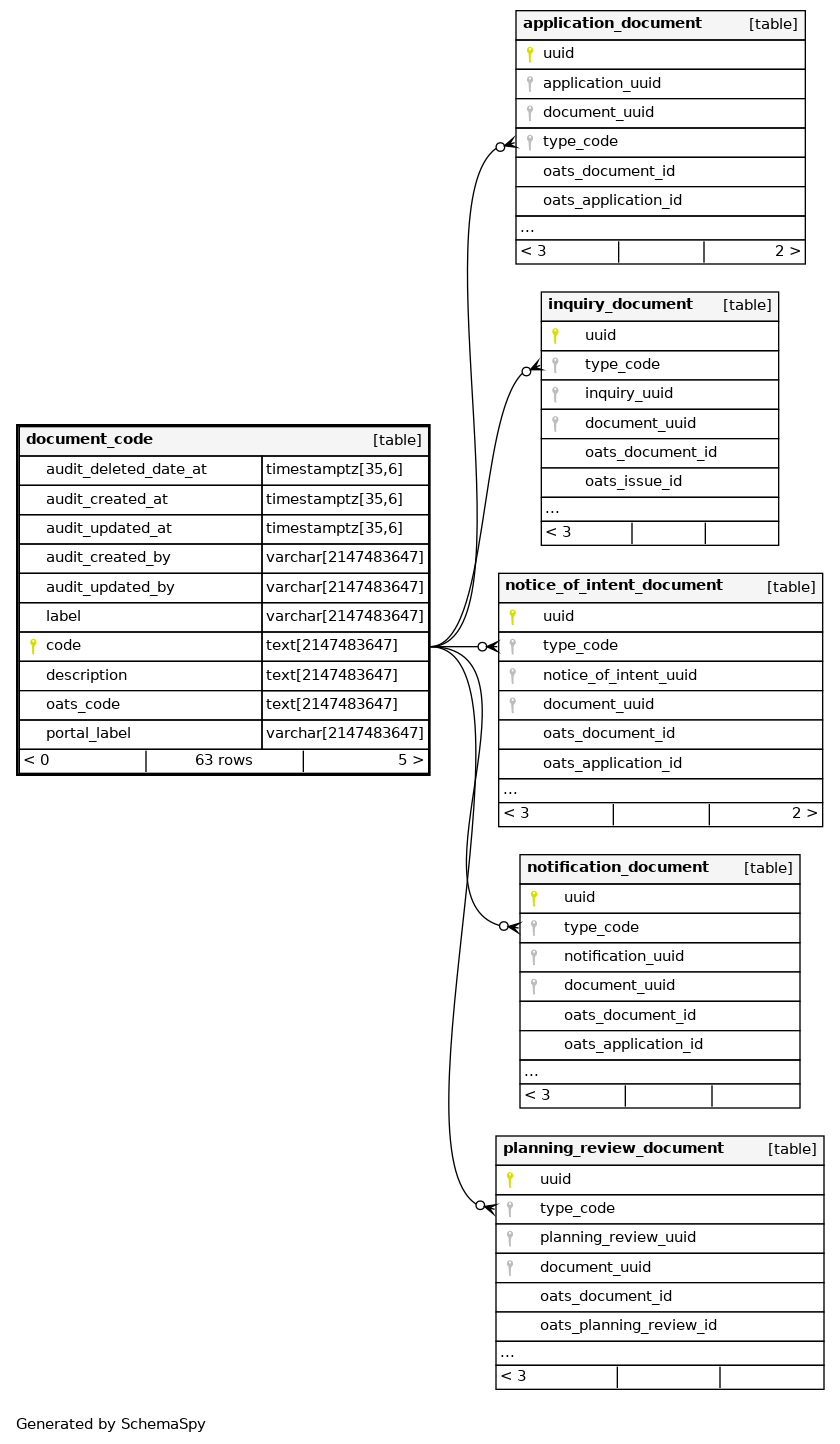 application_document [table]
uuid
application_uuid
document_uuid
type_code
oats_document_id
oats_application_id
...
< 3 2 >
inquiry_document [table]
uuid
type_code
inquiry_uuid
document_uuid
oats_document_id
oats_issue_id
...
< 3
document_code [table]
audit_deleted_date_at timestamptz[35,6]
audit_created_at timestamptz[35,6]
audit_updated_at timestamptz[35,6]
audit_created_by varchar[2147483647]
audit_updated_by varchar[2147483647]
label varchar[2147483647]
code text[2147483647]
description text[2147483647]
oats_code text[2147483647]
portal_label varchar[2147483647]
< 0 63 rows 5 >
notice_of_intent_document [table]
uuid
type_code
notice_of_intent_uuid
document_uuid
oats_document_id
oats_application_id
...
< 3 2 >
notification_document [table]
uuid
type_code
notification_uuid
document_uuid
oats_document_id
oats_application_id
...
< 3
planning_review_document [table]
uuid
type_code
planning_review_uuid
document_uuid
oats_document_id
oats_planning_review_id
...
< 3
Generated by SchemaSpy